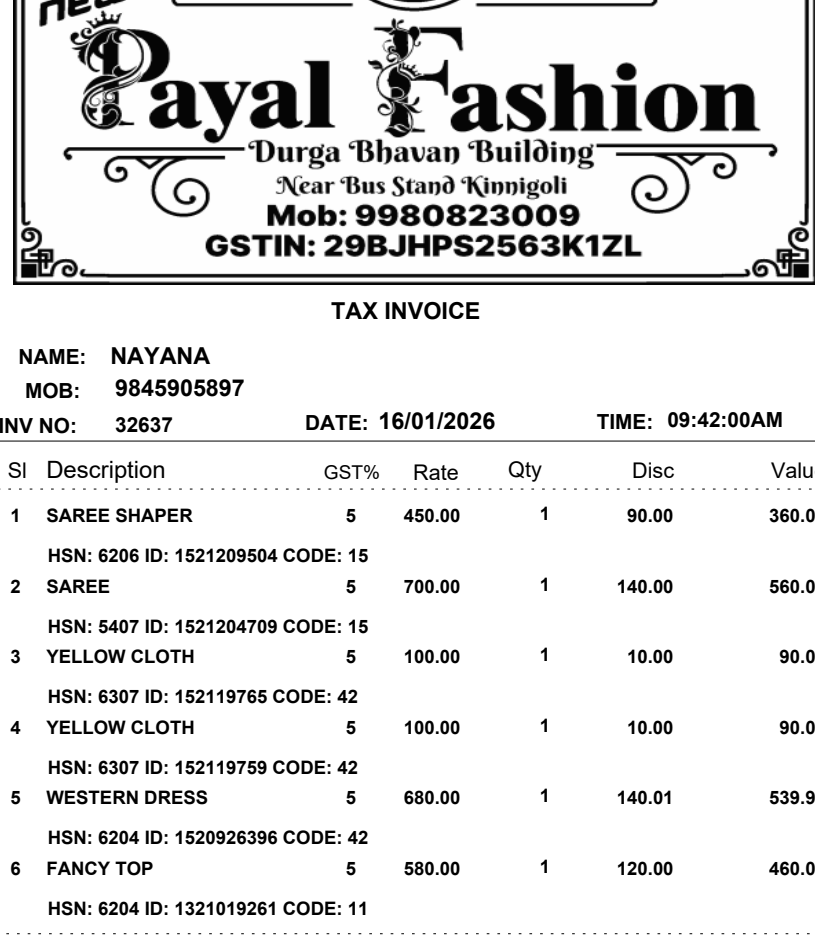 Payal Fashion
Durga Bhavan Building
Near Bus Stand Kinnigoli
Mob: 9980823009
GSTIN: 29BJHPS2563K1ZL
TAX INVOICE
NAME: NAYANA
MOB: 9845905897
INV NO: 32637 DATE: 16/01/2026 TIME: 09:42:00AM
Sl Description GST% Rate Qty Disc Valu
1 SAREE SHAPER 5 450.00 1 90.00 360.0
HSN: 6206 ID: 1521209504 CODE: 15
2 SAREE 5 700.00 1 140.00 560.0
HSN: 5407 ID: 1521204709 CODE: 15
3 YELLOW CLOTH 5 100.00 1 10.00 90.0
HSN: 6307 ID: 152119765 CODE: 42
4 YELLOW CLOTH 5 100.00 1 10.00 90.0
HSN: 6307 ID: 152119759 CODE: 42
5 WESTERN DRESS 5 680.00 1 140.01 539.9
HSN: 6204 ID: 1520926396 CODE: 42
6 FANCY TOP 5 580.00 1 120.00 460.0
HSN: 6204 ID: 1321019261 CODE: 11